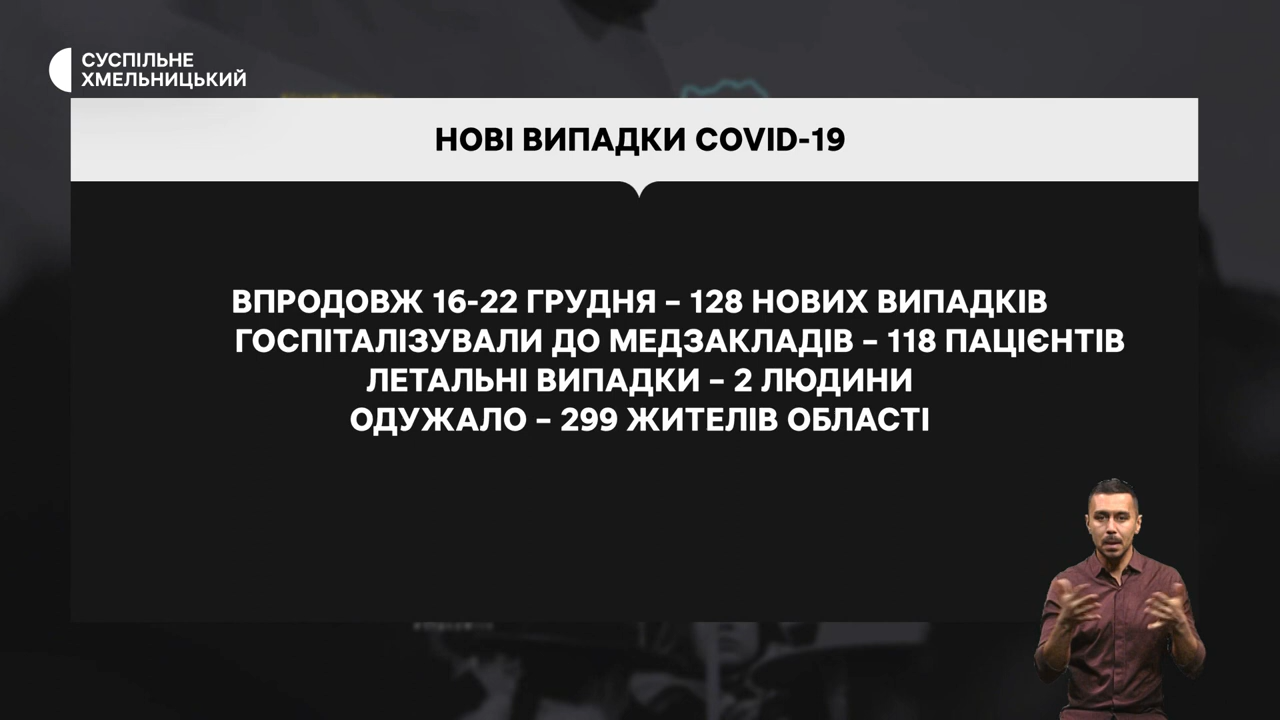 СУСПІЛЬНЕ
ХМЕЛЬНИЦЬКИЙ
НОВІ ВИПАДКИ COVID-19
ВПРОДОВЖ 16-22 ГРУДНЯ – 128 НОВИХ ВИПАДКІВ
ГОСПІТАЛІЗУВАЛИ ДО МЕДЗАКЛАДІВ – 118 ПАЦІЄНТІВ
ЛЕТАЛЬНІ ВИПАДКИ – 2 ЛЮДИНИ
ОДУЖАЛО – 299 ЖИТЕЛІВ ОБЛАСТІ